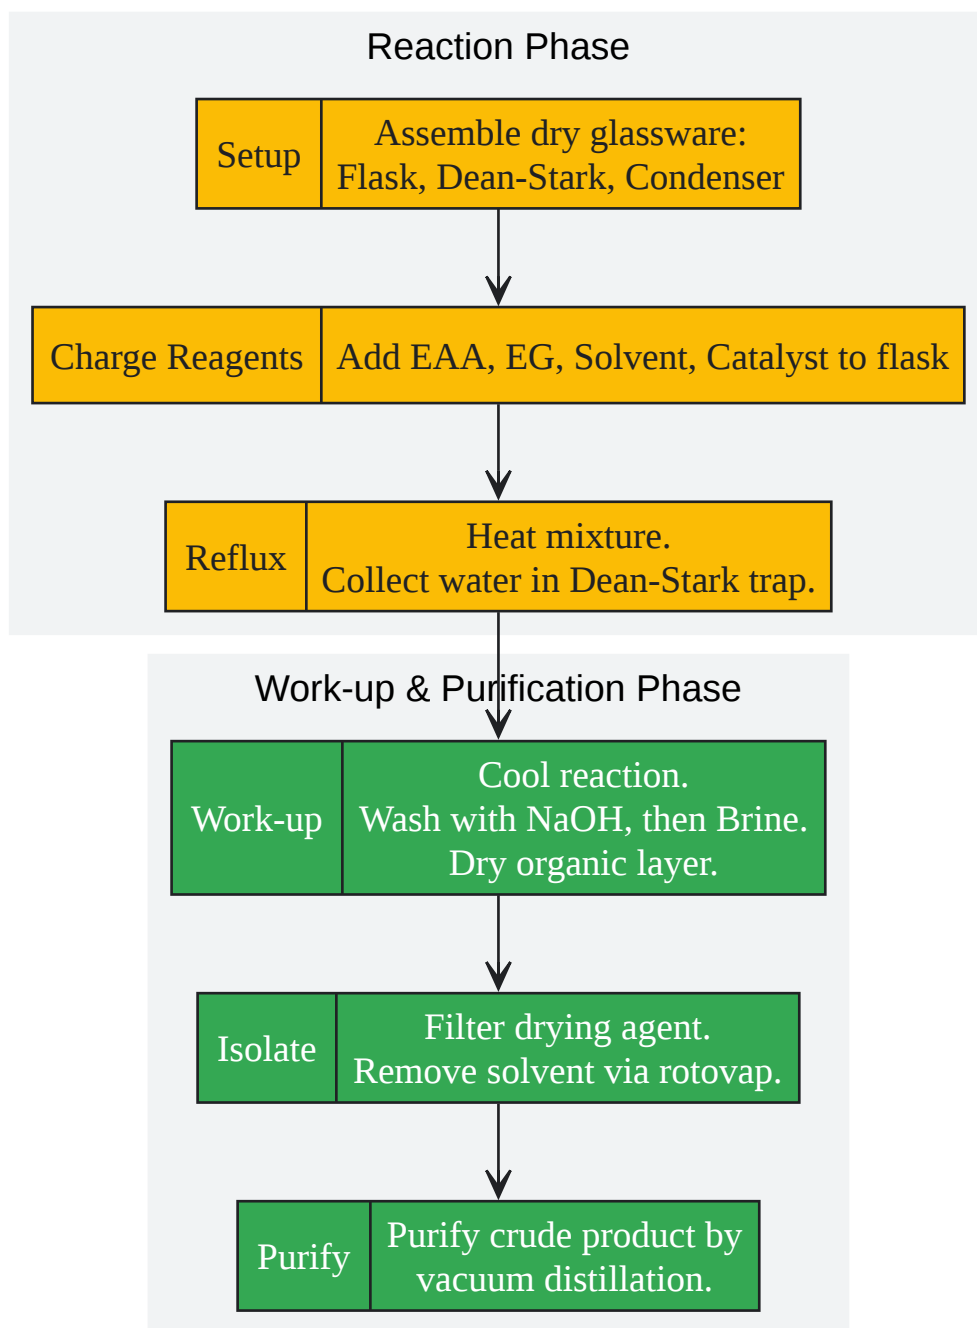 Reaction Phase
Setup
Assemble dry glassware:
Flask, Dean-Stark, Condenser
Charge Reagents
Add EAA, EG, Solvent, Catalyst to flask
Reflux
Heat mixture.
Collect water in Dean-Stark trap.
Work-up & Purification Phase
Work-up
Cool reaction.
Wash with NaOH, then Brine.
Dry organic layer.
Isolate
Filter drying agent.
Remove solvent via rotovap.
Purify
Purify crude product by
vacuum distillation.